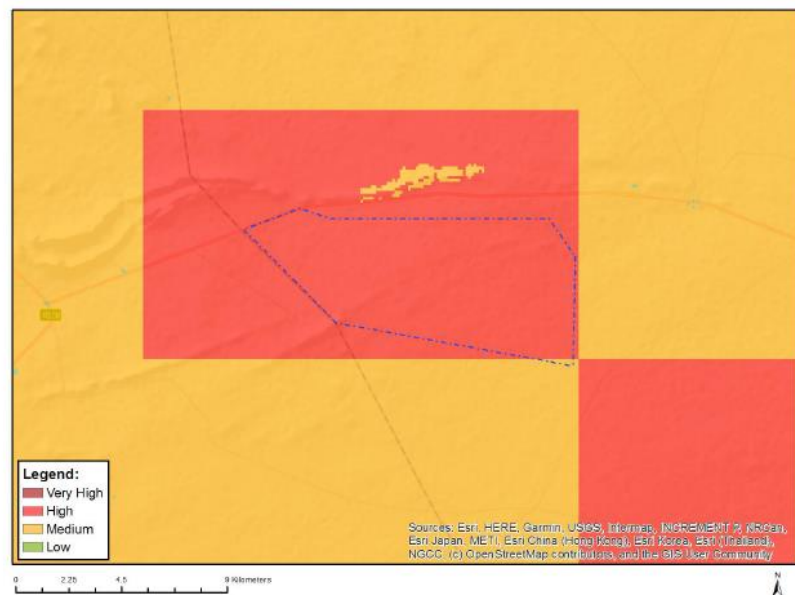 Legend:
Very High
High
Medium
Low
Sources: Esri, HERE, Garmin, USGS, Intermap, INCREMENT P, NRCan,
Esri Japan, METI, Esri China (Hong Kong), Esri Korea, Esri (Thailand),
NGCC, (c) OpenStreetMap contributors, and the GIS User Community
0 2.25 4.5 9 Kilometers
N